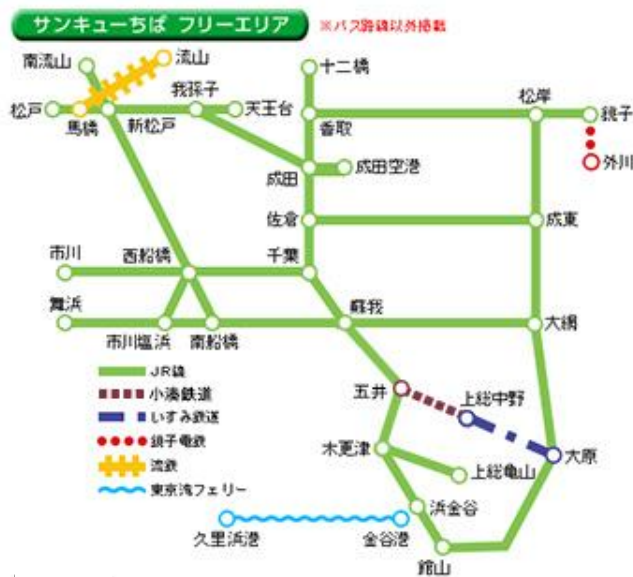 サンキューちば フリーエリア
※バス路線以外搭載
南流山
流山
我孫子
十二橋
松戸
馬橋
新松戸
天王台
香取
松岸
銚子
成田
成田空港
外川
佐倉
成東
市川
西船橋
千葉
舞浜
市川塩浜
南船橋
蘇我
大網
JR線
小湊鉄道
いすみ鉄道
銚子電鉄
流鉄
東京湾フェリー
五井
上総中野
木更津
大原
上総亀山
浜金谷
久里浜港
金谷港
館山